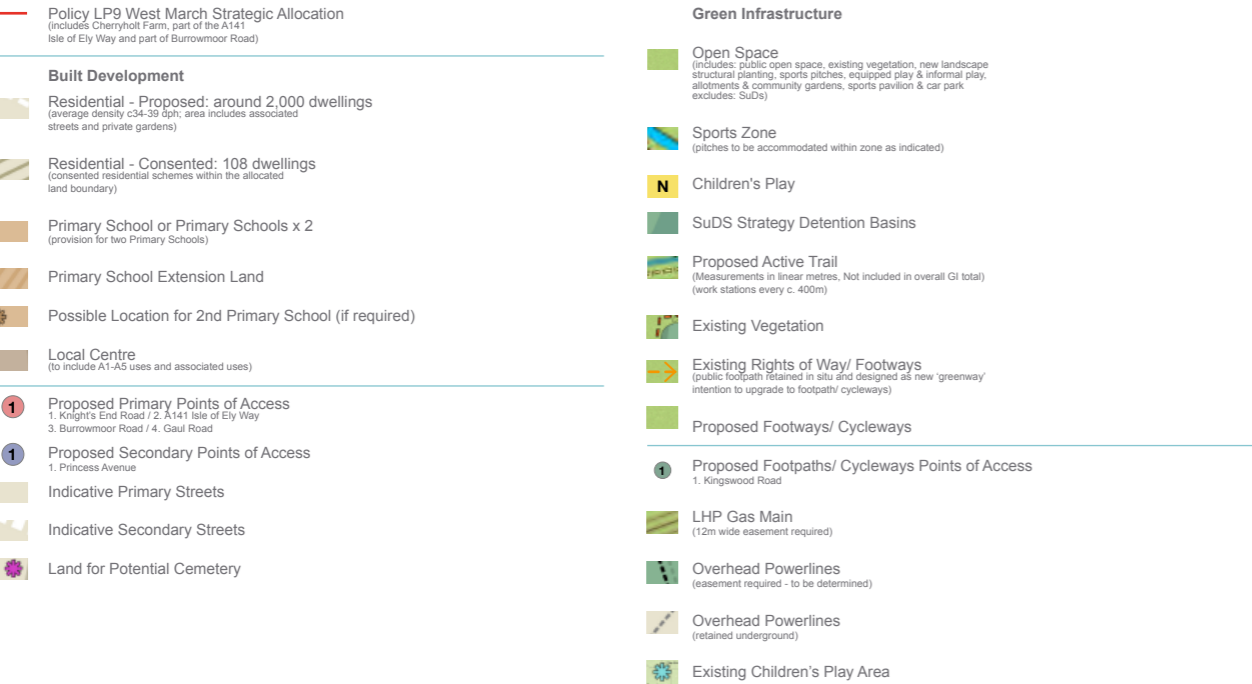 Policy LP9 West March Strategic Allocation
(includes Cherryholt Farm, part of the A141
Isle of Ely Way and part of Burrowmoor Road)
Built Development
Residential - Proposed: around 2,000 dwellings
(average density c34-39 dph; area includes associated
streets and private gardens)
Residential - Consented: 108 dwellings
(consented residential schemes within the allocated
land boundary)
Primary School or Primary Schools x 2
(provision for two Primary Schools)
Primary School Extension Land
Possible Location for 2nd Primary School (if required)
Local Centre
(to include A1-A5 uses and associated uses)
1
Proposed Primary Points of Access
1. Knight's End Road / 2. A141 Isle of Ely Way
3. Burrowmoor Road / 4. Gaul Road
1
Proposed Secondary Points of Access
1. Princess Avenue
Indicative Primary Streets
Indicative Secondary Streets
Land for Potential Cemetery
Green Infrastructure
Open Space
(includes: public open space, existing vegetation, new landscape
structural planting, sports pitches, equipped play & informal play,
allotments & community gardens, sports pavilion & car park
excludes: SuDs)
Sports Zone
(pitches to be accommodated within zone as indicated)
N
Children's Play
SuDS Strategy Detention Basins
Proposed Active Trail
(Measurements in linear metres, Not included in overall GI total)
(work stations every c. 400m)
Existing Vegetation
Existing Rights of Way/ Footways
(public footpath retained in situ and designed as new 'greenway'
intention to upgrade to footpath/ cycleways)
Proposed Footways/ Cycleways
1
Proposed Footpaths/ Cycleways Points of Access
1. Kingswood Road
LHP Gas Main
(12m wide easement required)
Overhead Powerlines
(easement required - to be determined)
Overhead Powerlines
(retained underground)
Existing Children's Play Area